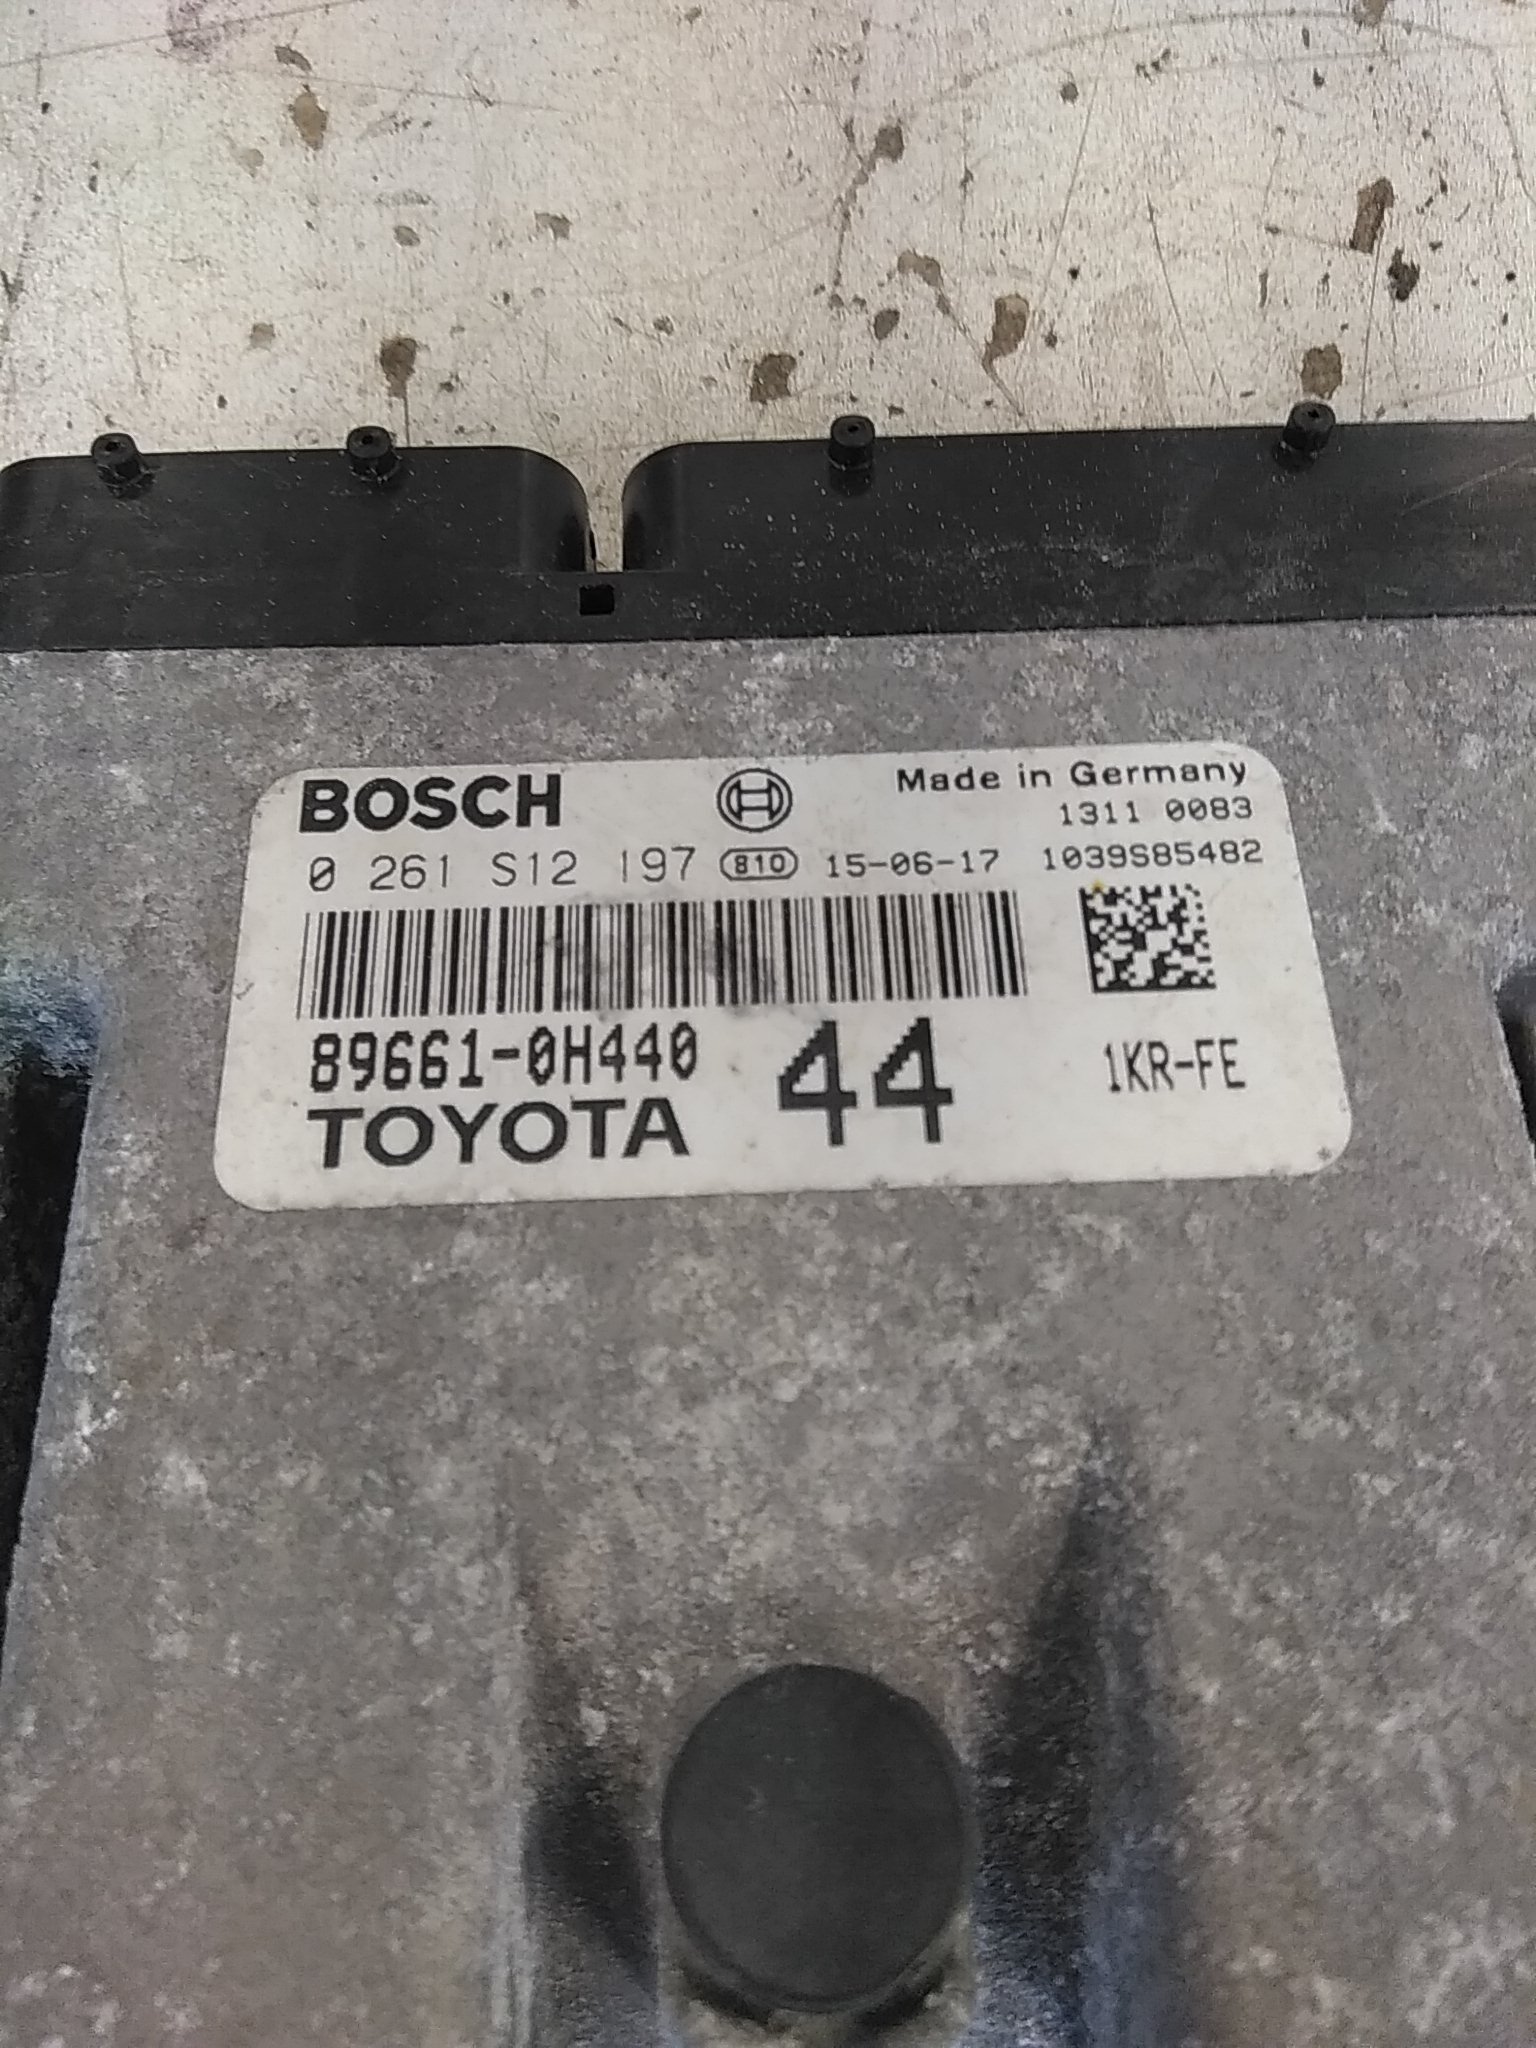 BOSCH
Made in Germany
1311 0083
0 261 S12 197 810 15-06-17 1039S85482
89661-0H440 44 1KR-FE
TOYOTA